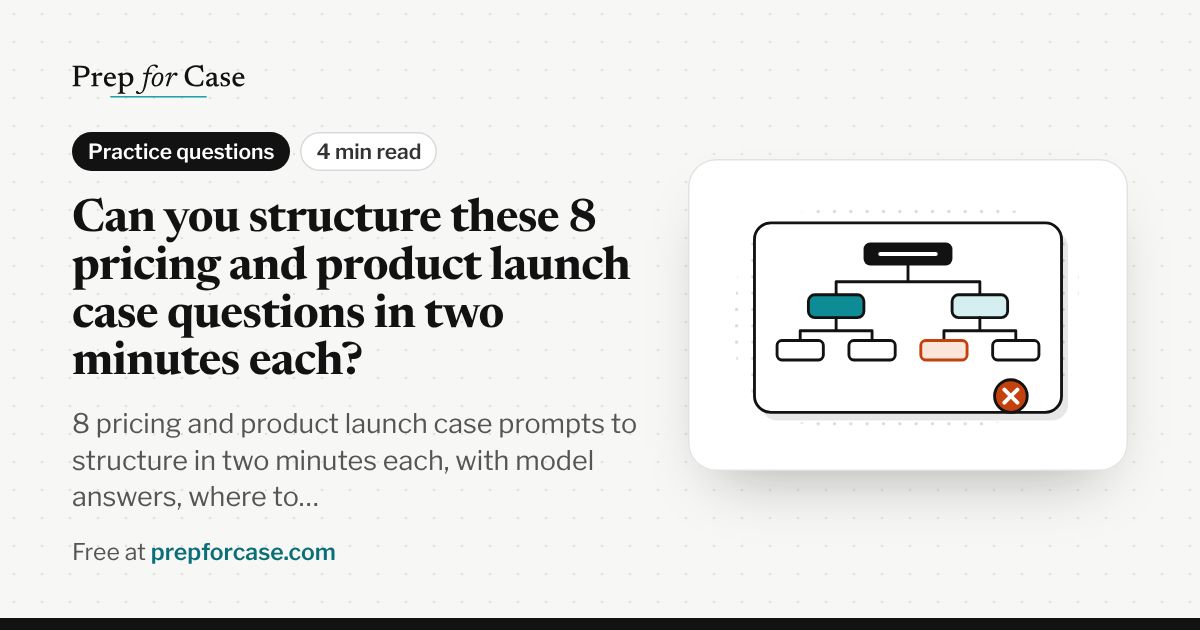 Prep for Case
Practice questions
4 min read
Can you structure these 8
pricing and product launch
case questions in two
minutes each?
8 pricing and product launch case prompts to
structure in two minutes each, with model
answers, where to...
Free at prepforcase.com